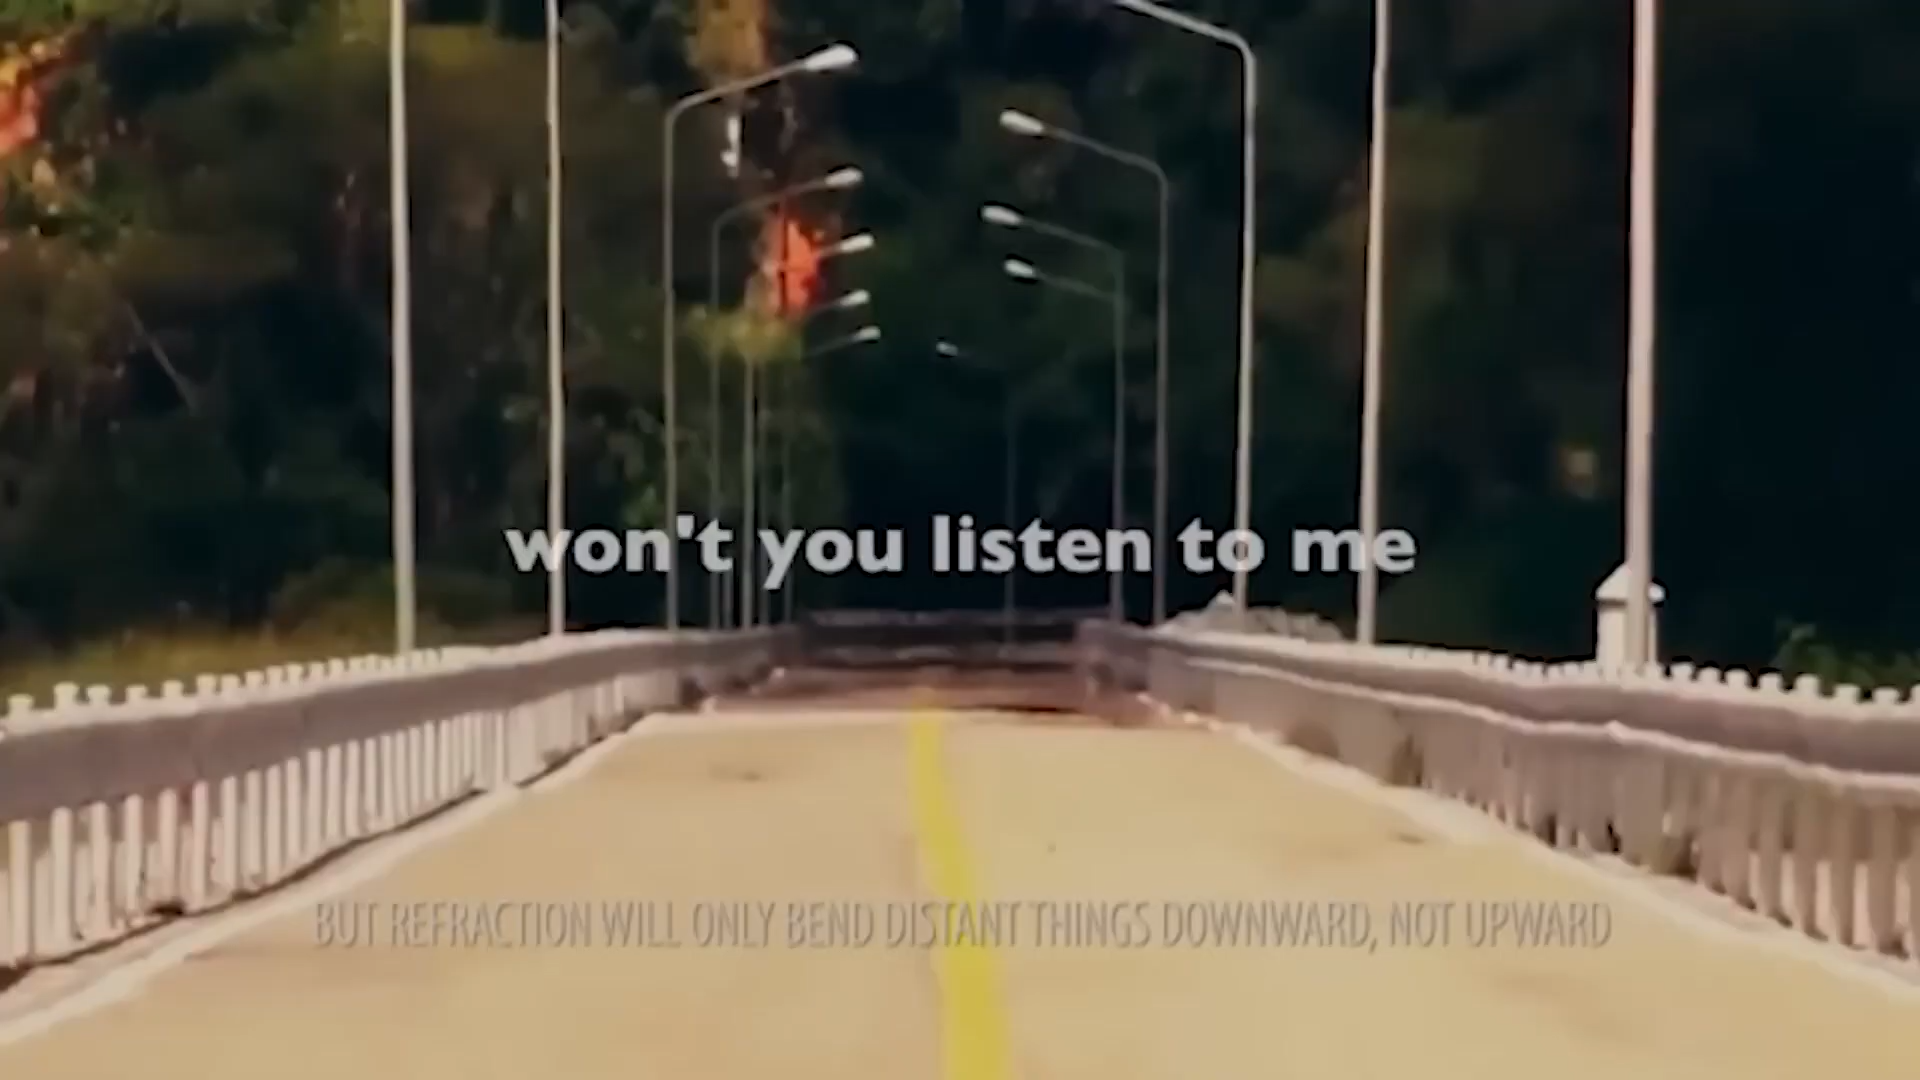 won't you listen to me
BUT REFRACTION WILL ONLY BEND DISTANT THINGS DOWNWARD, NOT UPWARD